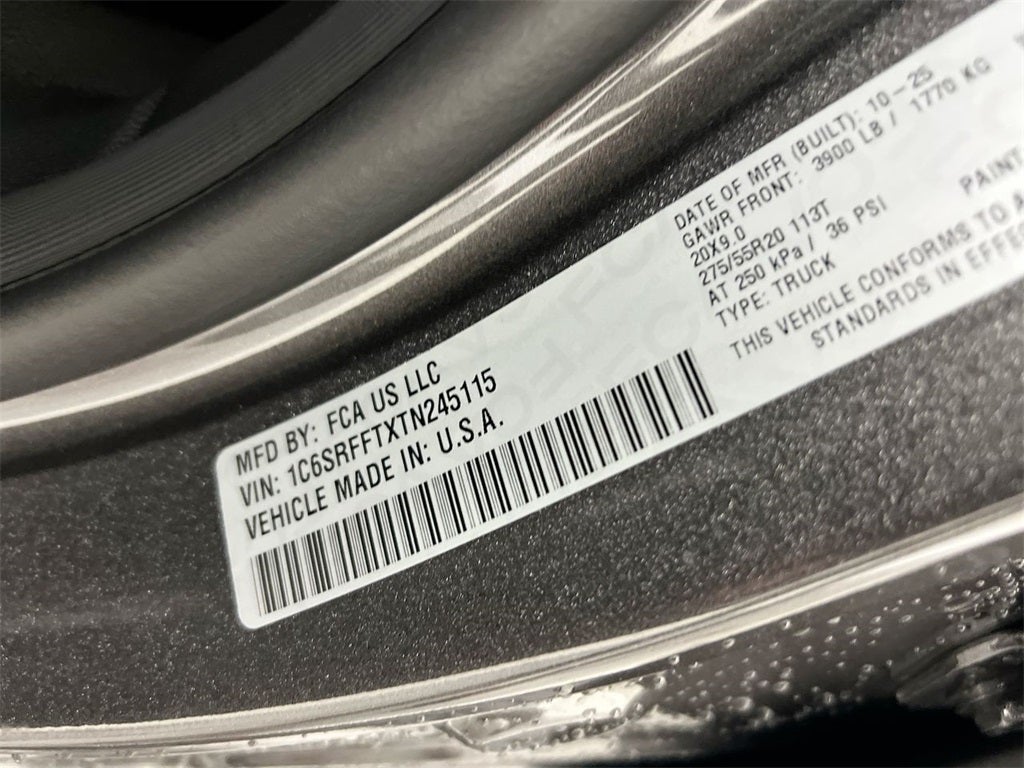 MFD BY: FCA US LLC
VIN: 1C6SRFFTXTN245115
VEHICLE MADE IN: U.S.A.
DATE OF MFR (BUILT): 10-25
GAWR FRONT: 3900 LB / 1770 KG
20X9.0
275/55R20 113T
AT 250 kPa / 36 PSI
TYPE: TRUCK
PAINT
THIS VEHICLE CONFORMS TO A
STANDARDS IN EFFEC